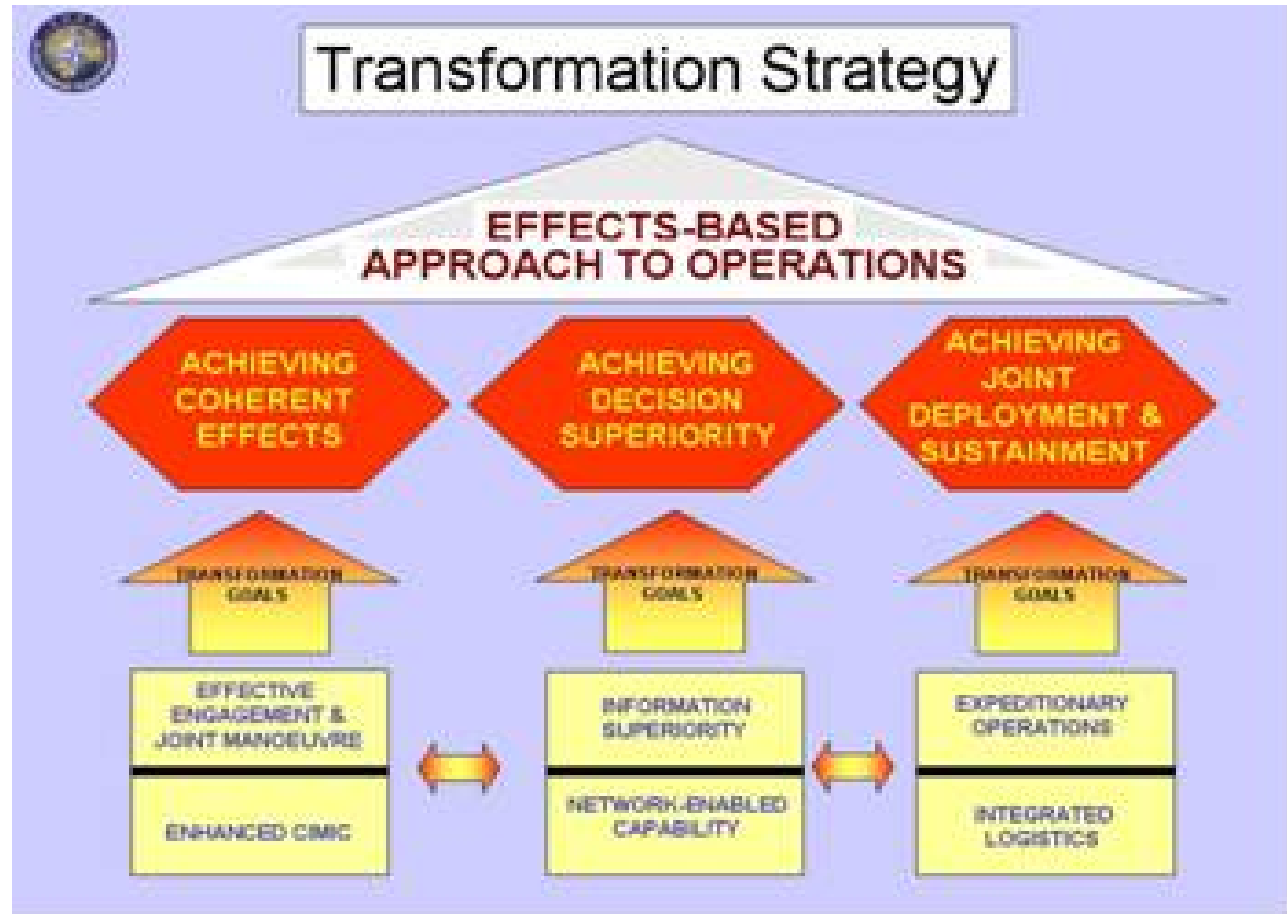 Transformation Strategy
EFFECTS-BASED
APPROACH TO OPERATIONS
ACHIEVING
COHERENT
EFFECTS
ACHIEVING
DECISION
SUPERIORITY
ACHIEVING
JOINT
DEPLOYMENT &
SUSTAINMENT
TRANSFORMATION
GOALS
TRANSFORMATION
GOALS
TRANSFORMATION
GOALS
EFFECTIVE
ENGAGEMENT &
JOINT MANOEUVRE
ENHANCED CIMIC
INFORMATION
SUPERIORITY
NETWORK-ENABLED
CAPABILITY
EXPEDITIONARY
OPERATIONS
INTEGRATED
LOGISTICS